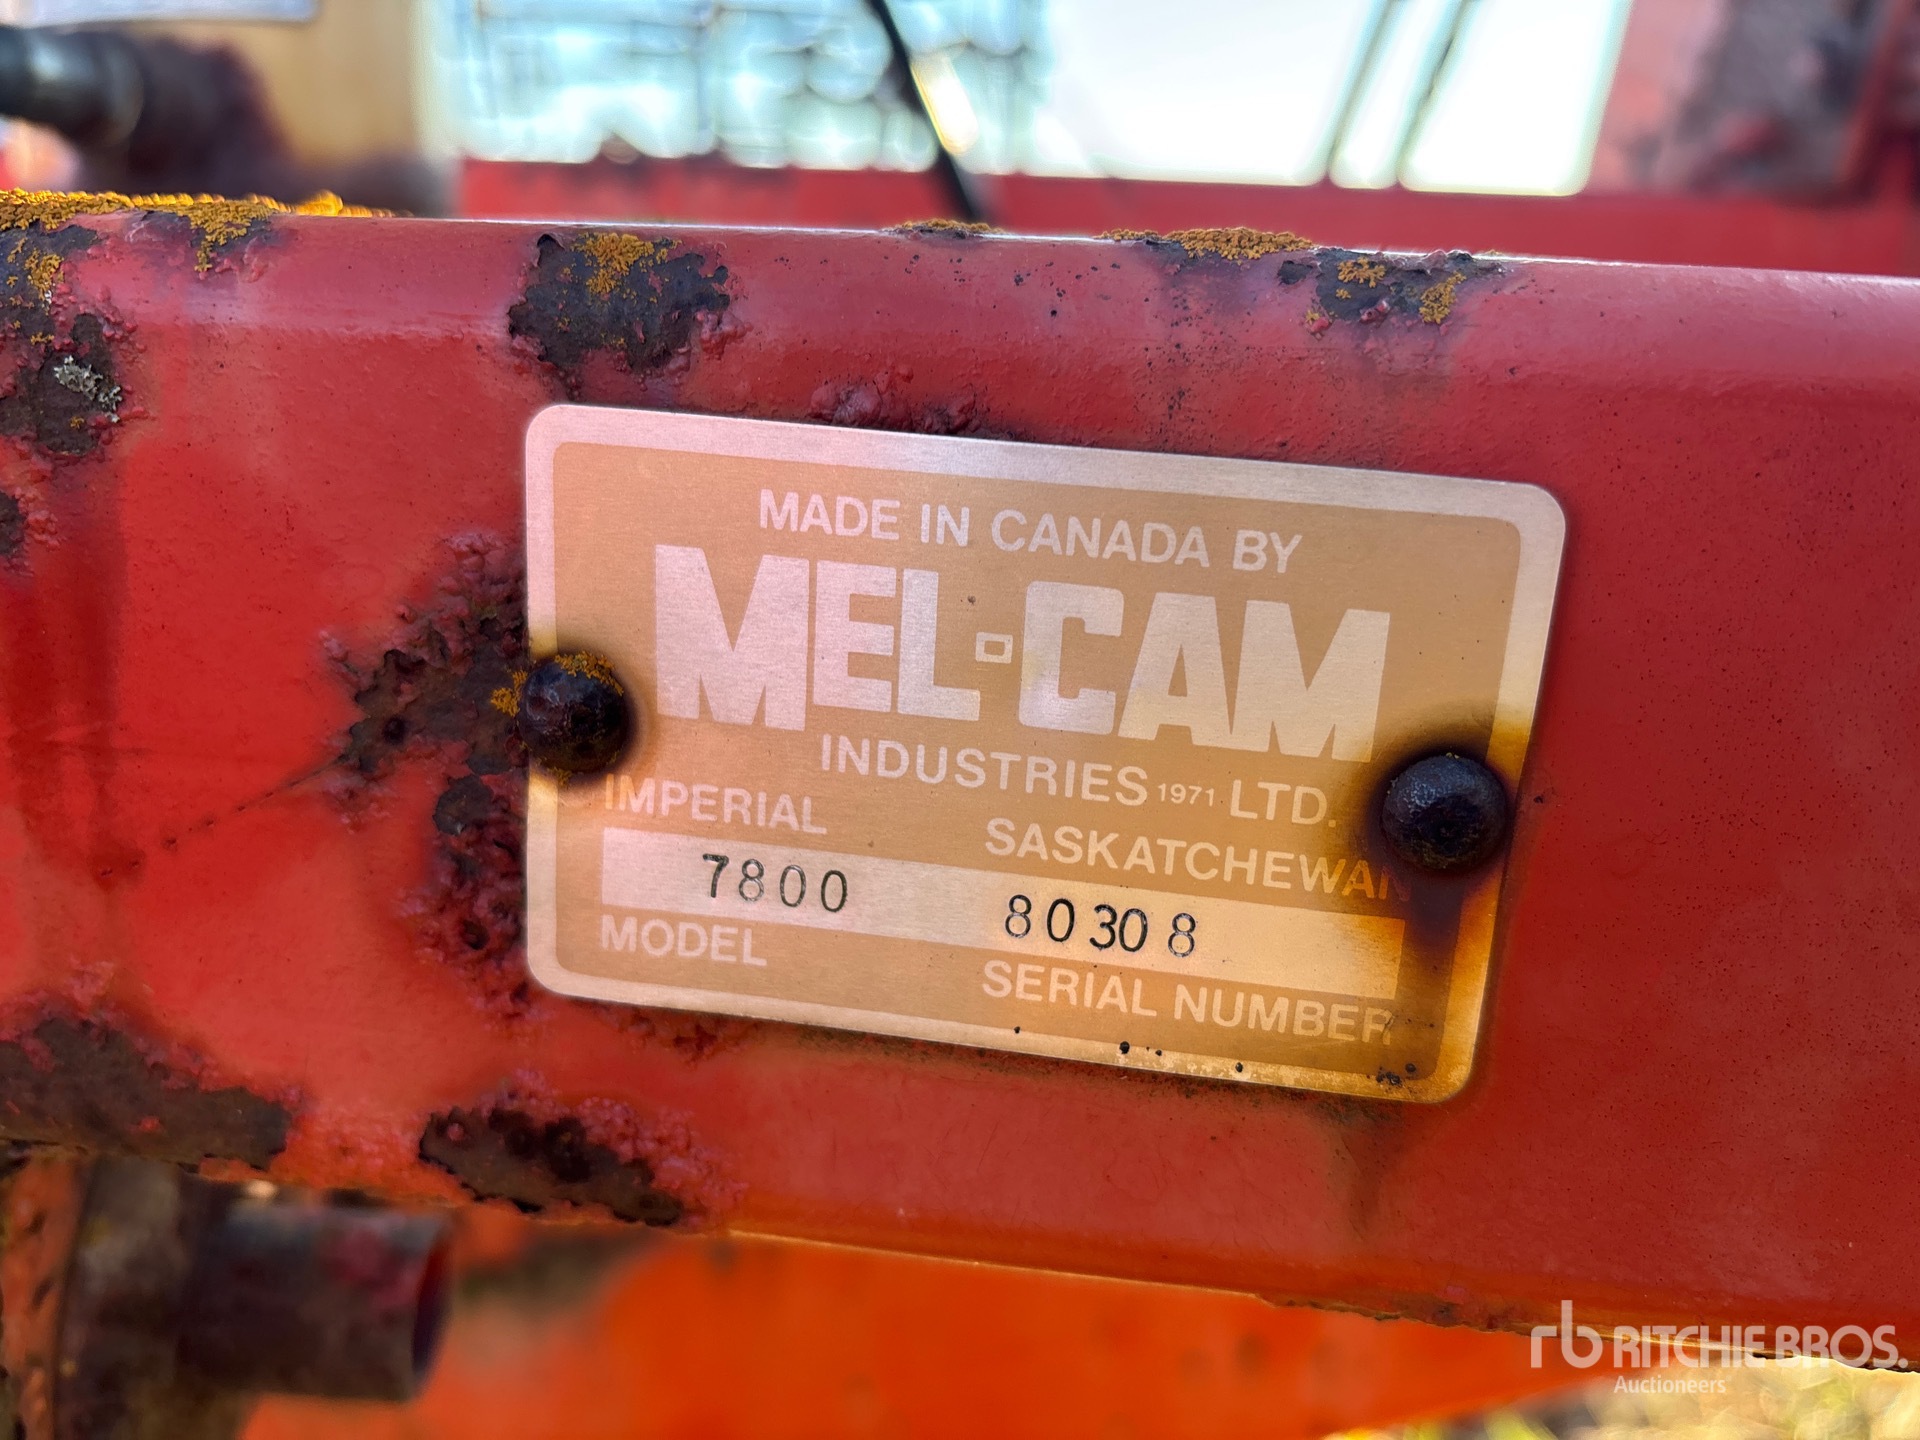 MADE IN CANADA BY
MEL-CAM
INDUSTRIES 1971 LTD.
IMPERIAL SASKATCHEWAN
7800 80308
MODEL SERIAL NUMBER
rb RITCHIE BROS.
Auctioneers